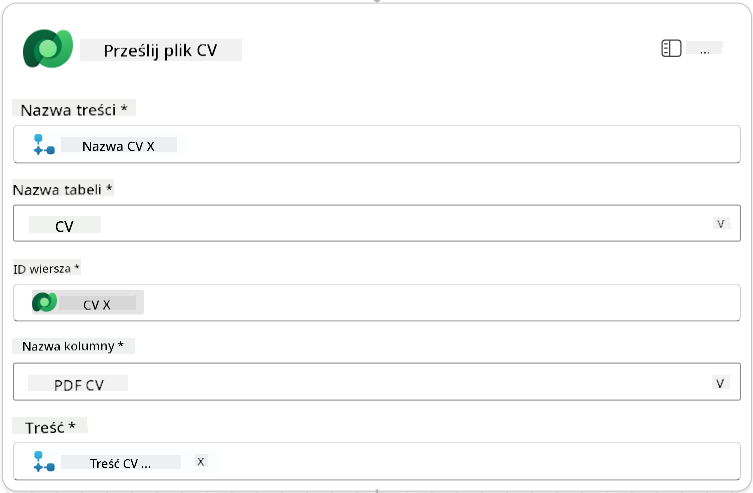 Prześlij plik CV
...
Nazwa treści *
Nazwa CV X
Nazwa tabeli *
CV V
ID wiersza *
CV X
Nazwa kolumny *
PDF CV V
Treść *
Treść CV ... X